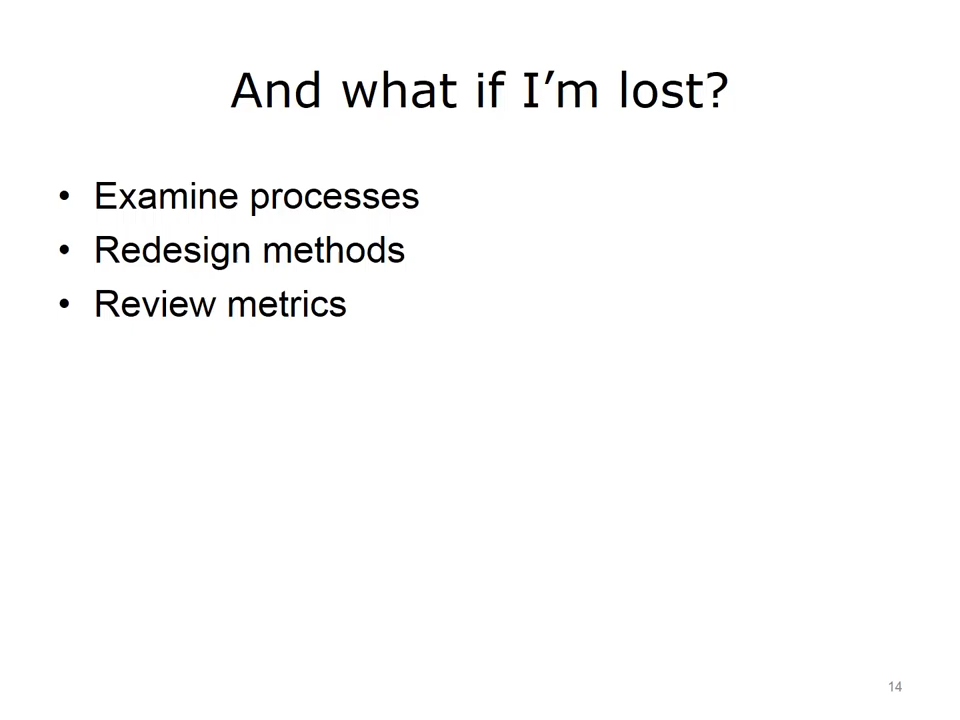 And what if I’m lost?
• Examine processes
• Redesign methods
• Review metrics
14